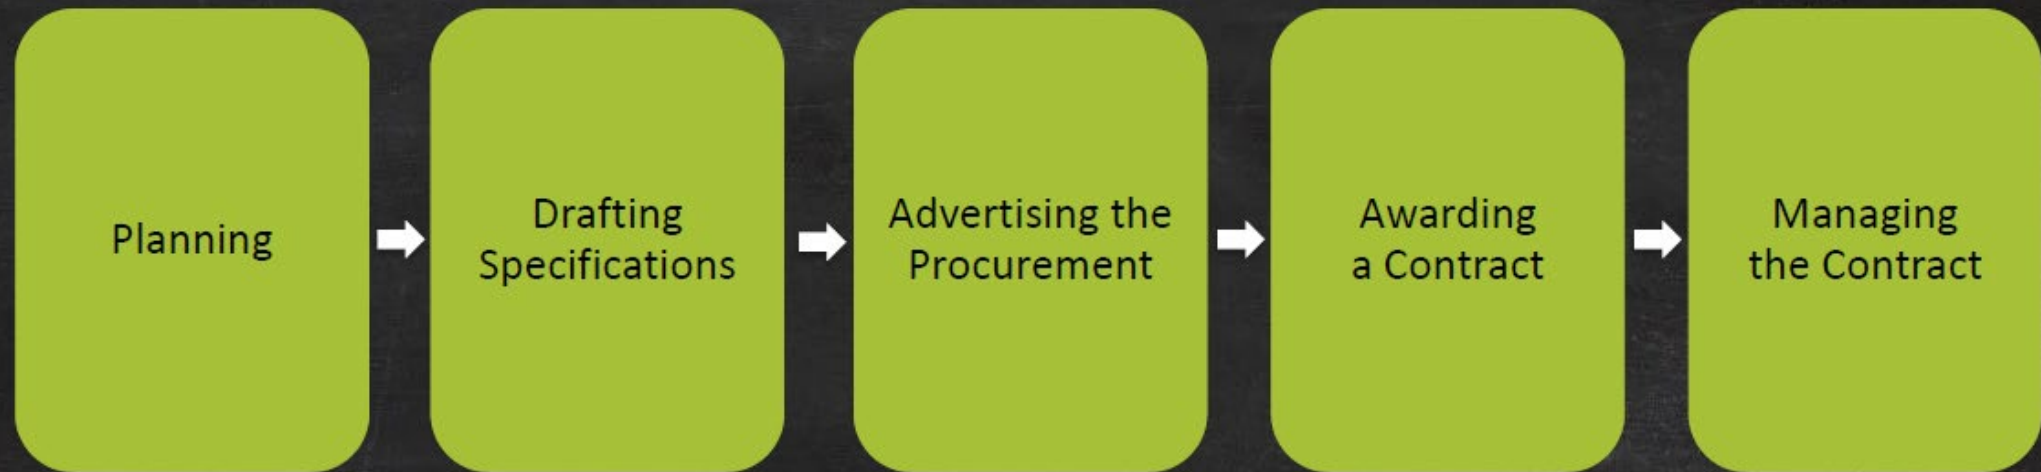 Planning
Drafting
Specifications
Advertising the
Procurement
Awarding
a Contract
Managing
the Contract